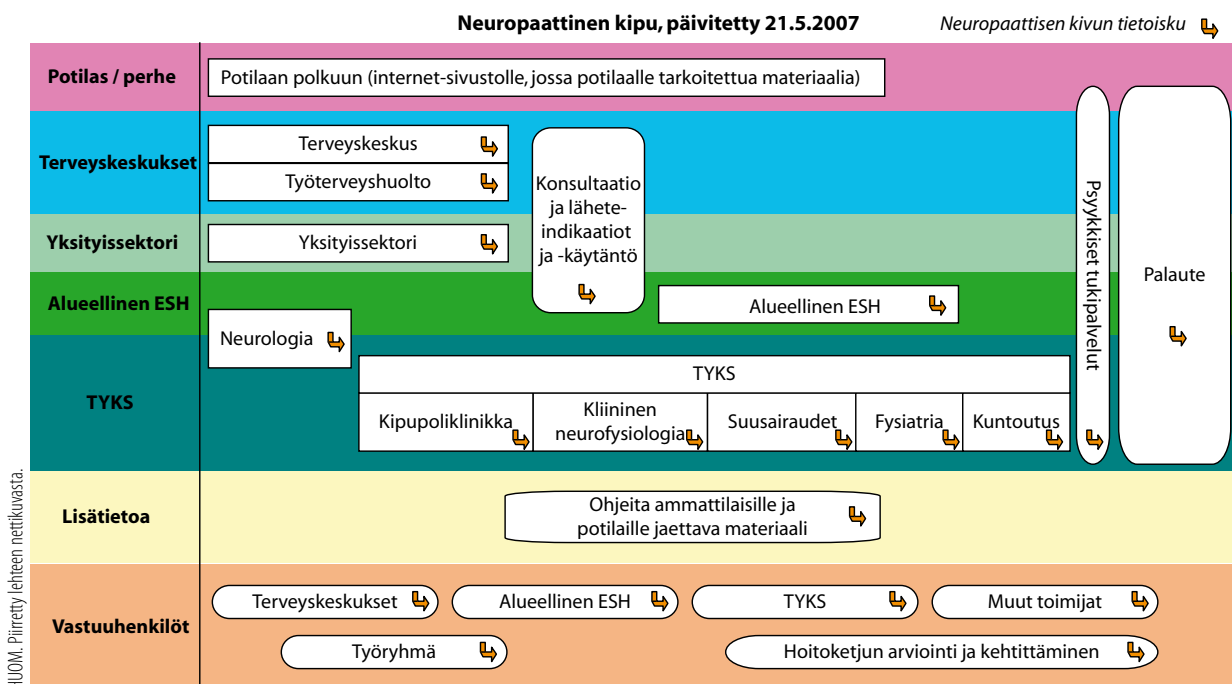 Neuropaattinen kipu, päivitetty 21.5.2007
Neuropaattisen kivun tietoisku
Potilas / perhe
Potilaan polkuun (internet-sivustolle, jossa potilaalle tarkoitettua materiaalia)
Terveyskeskukset
Terveyskeskus
Työterveyshuolto
Konsultaatio
ja lähete-
indikaatiot
ja -käytäntö
Psyykkiset tukipalvelut
Palaute
Yksityissektori
Yksityissektori
Alueellinen ESH
Alueellinen ESH
Neurologia
TYKS
TYKS
Kipupoliklinikka
Kliininen
neurofysiologia
Suusairaudet
Fysiatria
Kuntoutus
Lisätietoa
Ohjeita ammattilaisille ja
potilaille jaettava materiaali
Vastuuhenkilöt
Terveyskeskukset
Alueellinen ESH
TYKS
Muut toimijat
Työryhmä
Hoitoketjun arviointi ja kehtittäminen
HUOM. Piirretty lehteen nettikuvasta.